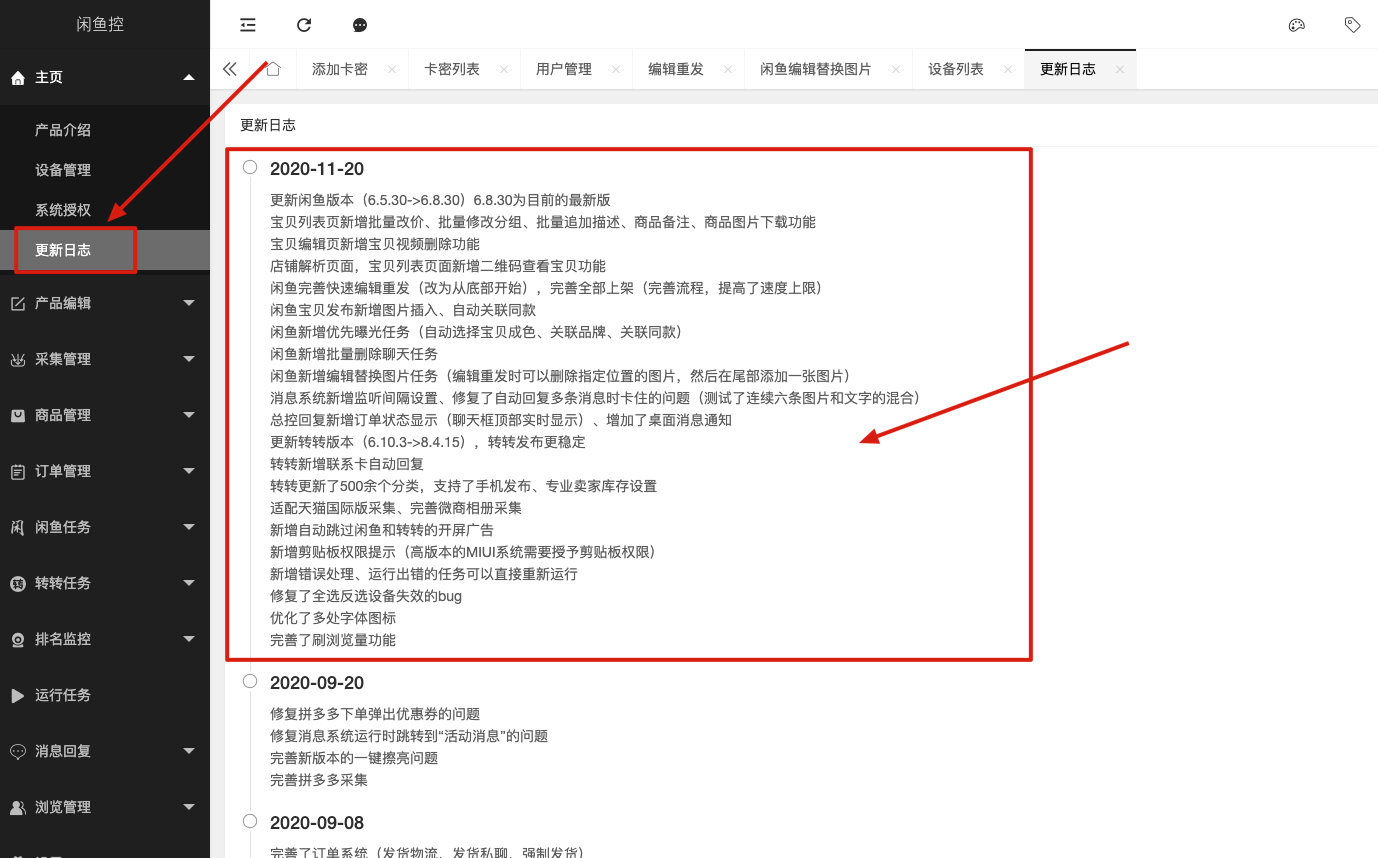 闲鱼控
主页
产品介绍
设备管理
系统授权
更新日志
产品编辑
采集管理
商品管理
订单管理
闲鱼任务
转转任务
排名监控
运行任务
消息回复
浏览管理
添加卡密
卡密列表
用户管理
编辑重发
闲鱼编辑替换图片
设备列表
更新日志
更新日志
2020-11-20
更新闲鱼版本（6.5.30->6.8.30）6.8.30为目前的最新版
宝贝列表页新增批量改价、批量修改分组、批量追加描述、商品备注、商品图片下载功能
宝贝编辑页新增宝贝视频删除功能
店铺解析页面，宝贝列表页面新增二维码查看宝贝功能
闲鱼完善快速编辑重发（改为从底部开始），完善全部上架（完善流程，提高了速度上限）
闲鱼宝贝发布新增图片插入、自动关联同款
闲鱼新增优先曝光任务（自动选择宝贝成色、关联品牌、关联同款）
闲鱼新增批量删除聊天任务
闲鱼新增编辑替换图片任务（编辑重发时可以删除指定位置的图片，然后在尾部添加一张图片）
消息系统新增监听间隔设置、修复了自动回复多条消息时卡住的问题（测试了连续六条图片和文字的混合）
总控回复新增订单状态显示（聊天框顶部实时显示）、增加了桌面消息通知
更新转转版本（6.10.3->8.4.15），转转发布更稳定
转转新增联系卡自动回复
转转更新了500余个分类，支持了手机发布、专业卖家库存设置
适配天猫国际版采集、完善微商相册采集
新增自动跳过闲鱼和转转的开屏广告
新增剪贴板权限提示（高版本的MIUI系统需要授予剪贴板权限）
新增错误处理、运行出错的任务可以直接重新运行
修复了全选反选设备失效的bug
优化了多处字体图标
完善了刷浏览量功能
2020-09-20
修复拼多多下单弹出优惠券的问题
修复消息系统运行时跳转到“活动消息”的问题
完善新版本的一键擦亮问题
完善拼多多采集
2020-09-08
完善了订单系统（发货物流、发货私聊、强制发货）